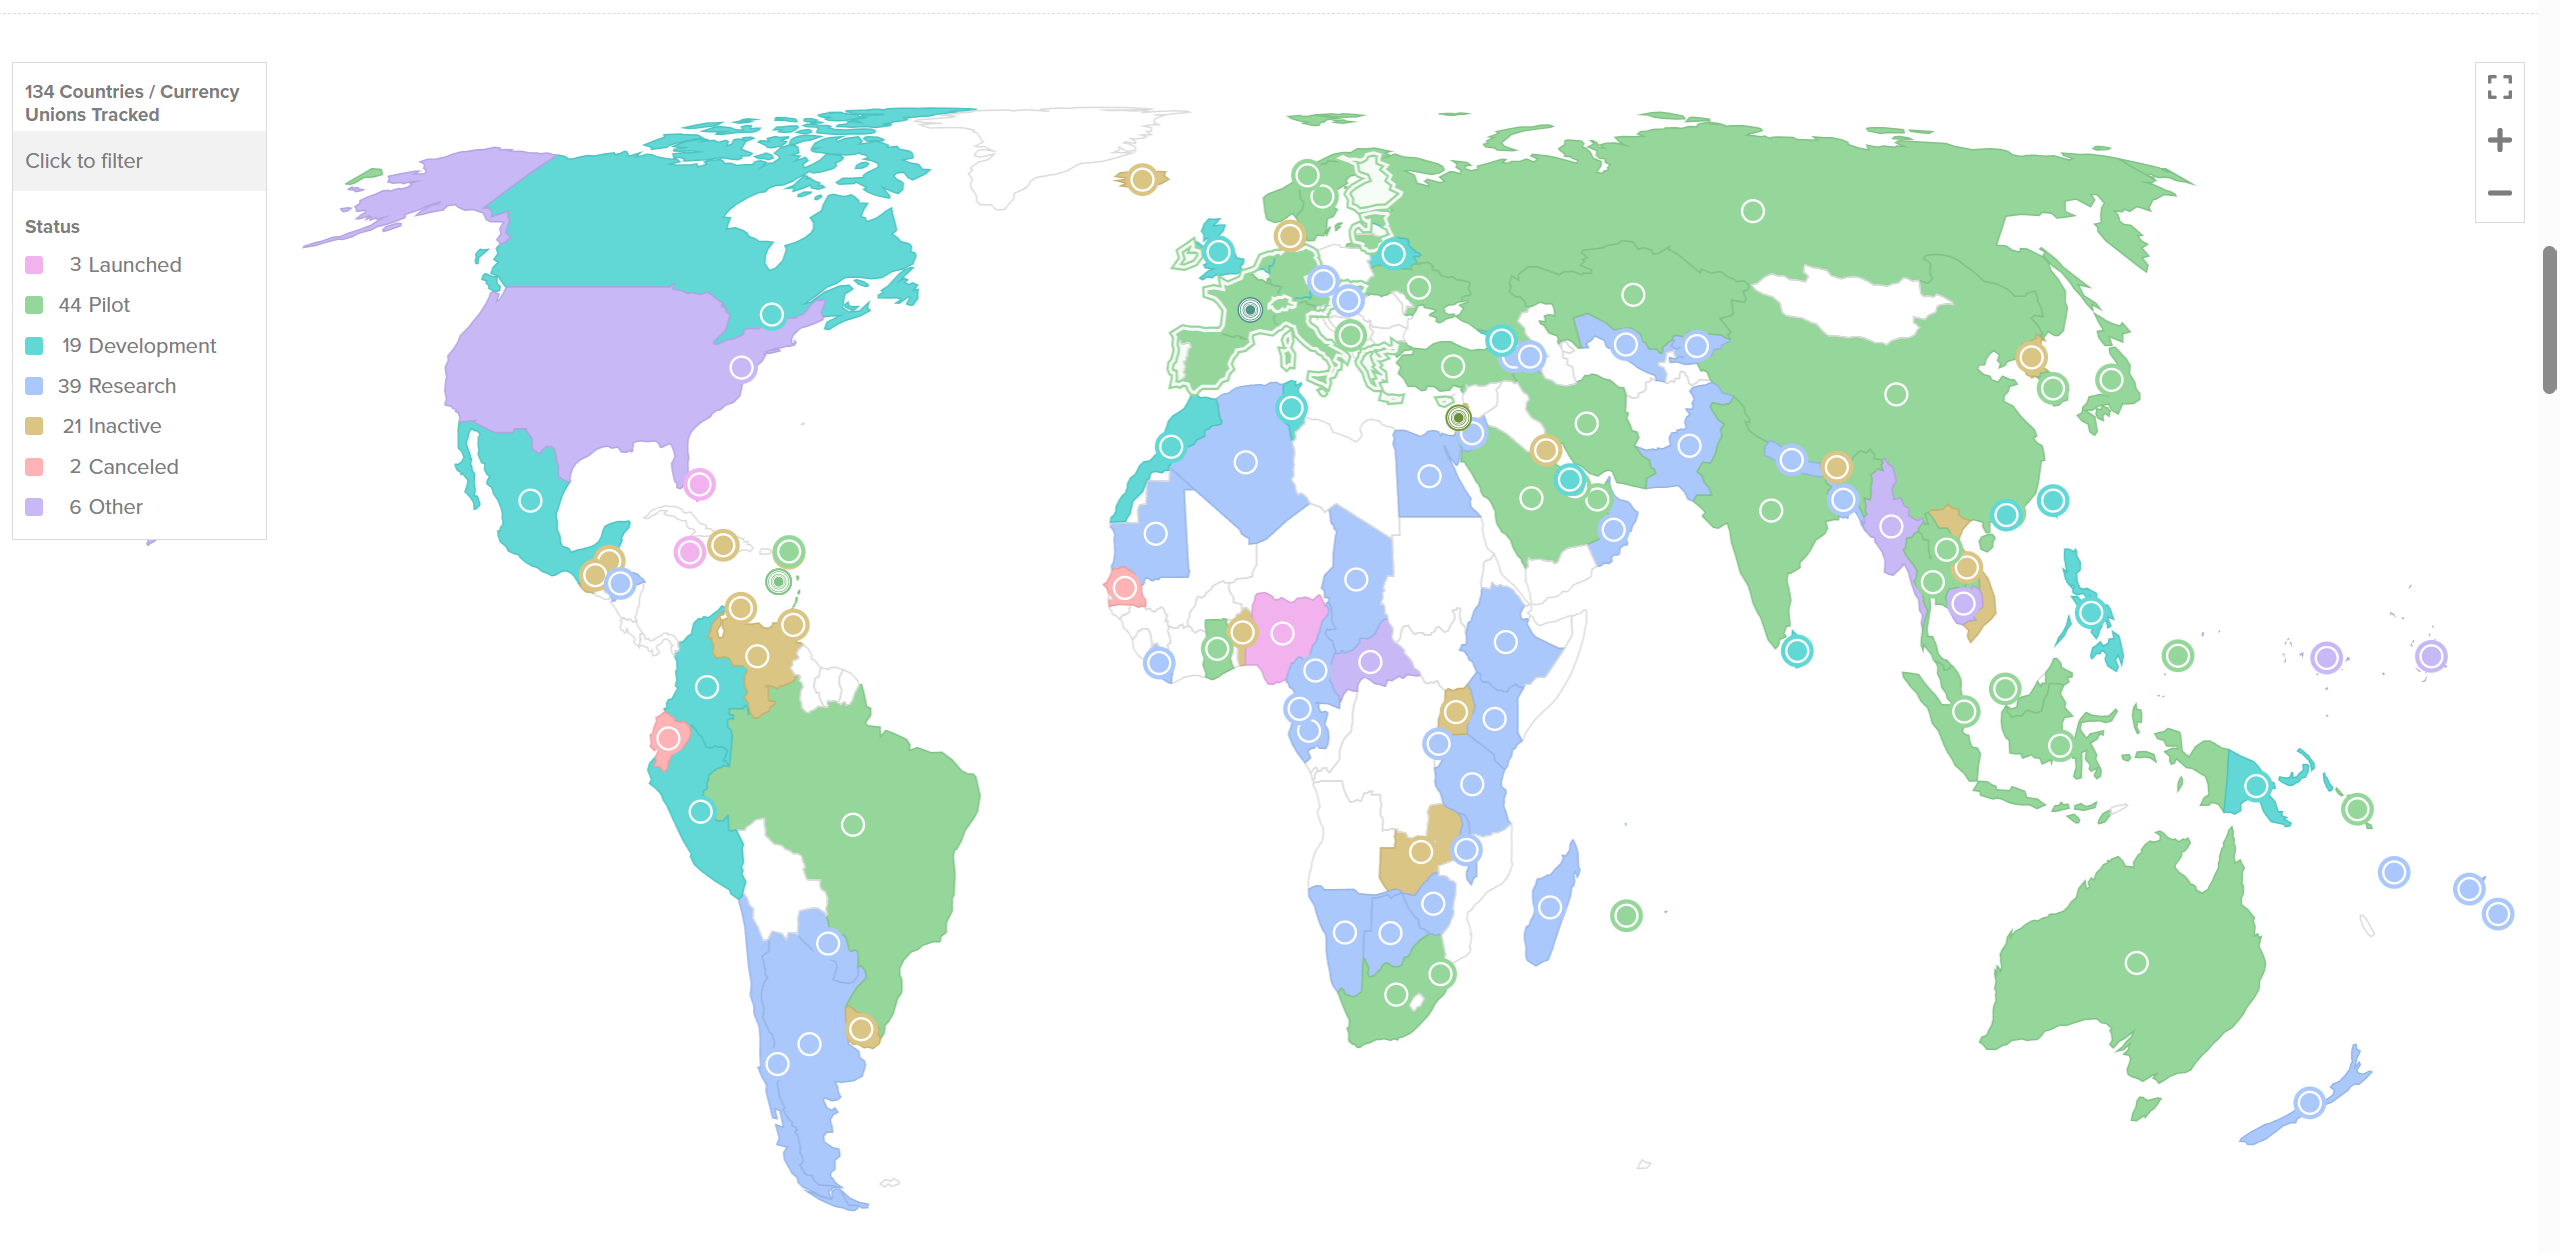 134 Countries / Currency
Unions Tracked
Click to filter
Status
3 Launched
44 Pilot
19 Development
39 Research
21 Inactive
2 Canceled
6 Other